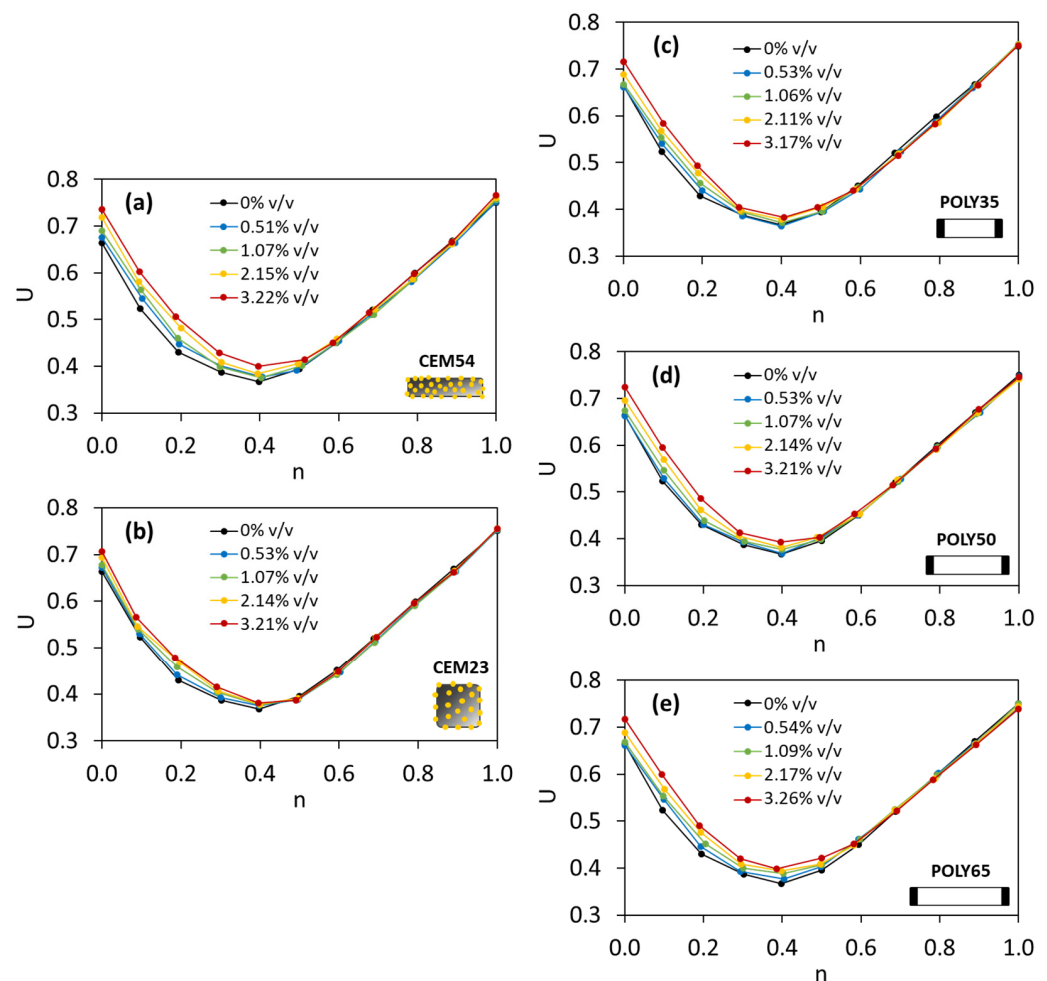 (a)
0% v/v
0.51% v/v
1.07% v/v
2.15% v/v
3.22% v/v
CEM54
U
0.8
0.7
0.6
0.5
0.4
0.3
0.0 0.2 0.4 0.6 0.8 1.0
n
(b)
0% v/v
0.53% v/v
1.07% v/v
2.14% v/v
3.21% v/v
CEM23
U
0.8
0.7
0.6
0.5
0.4
0.3
0.0 0.2 0.4 0.6 0.8 1.0
n
(c)
0% v/v
0.53% v/v
1.06% v/v
2.11% v/v
3.17% v/v
POLY35
U
0.8
0.7
0.6
0.5
0.4
0.3
0.0 0.2 0.4 0.6 0.8 1.0
n
(d)
0% v/v
0.53% v/v
1.07% v/v
2.14% v/v
3.21% v/v
POLY50
U
0.8
0.7
0.6
0.5
0.4
0.3
0.0 0.2 0.4 0.6 0.8 1.0
n
(e)
0% v/v
0.54% v/v
1.09% v/v
2.17% v/v
3.26% v/v
POLY65
U
0.8
0.7
0.6
0.5
0.4
0.3
0.0 0.2 0.4 0.6 0.8 1.0
n